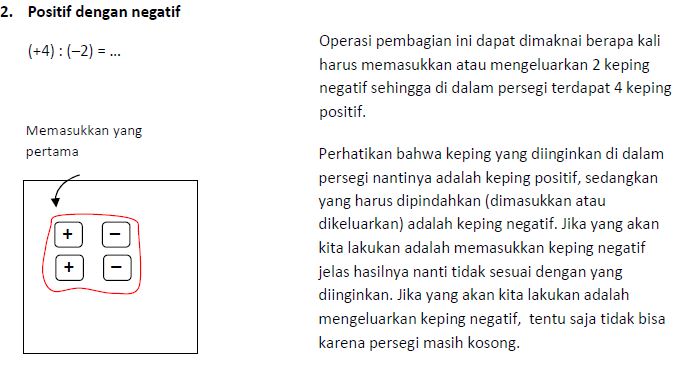 2. Positif dengan negatif
(+4) : (–2) = ...
Memasukkan yang
pertama
+ –
+ –
Operasi pembagian ini dapat dimaknai berapa kali
harus memasukkan atau mengeluarkan 2 keping
negatif sehingga di dalam persegi terdapat 4 keping
positif.
Perhatikan bahwa keping yang diinginkan di dalam
persegi nantinya adalah keping positif, sedangkan
yang harus dipindahkan (dimasukkan atau
dikeluarkan) adalah keping negatif. Jika yang akan
kita lakukan adalah memasukkan keping negatif
jelas hasilnya nanti tidak sesuai dengan yang
diinginkan. Jika yang akan kita lakukan adalah
mengeluarkan keping negatif, tentu saja tidak bisa
karena persegi masih kosong.